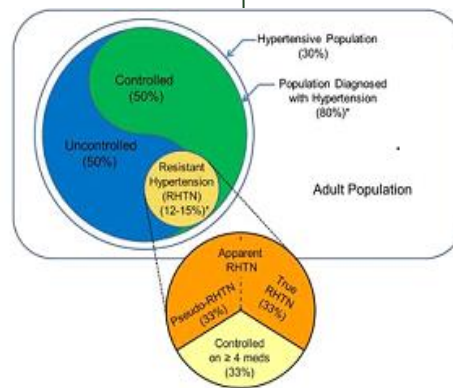 Hypertensive Population
(30%)
Controlled
(50%)
Population Diagnosed
with Hypertension
(80%)*
Uncontrolled
(50%)
Resistant
Hypertension
(RHTN)
(12-15%)*
Adult Population
Apparent
RHTN
Pseudo-RHTN
(33%)
True
RHTN
(33%)
Controlled
on ≥ 4 meds
(33%)